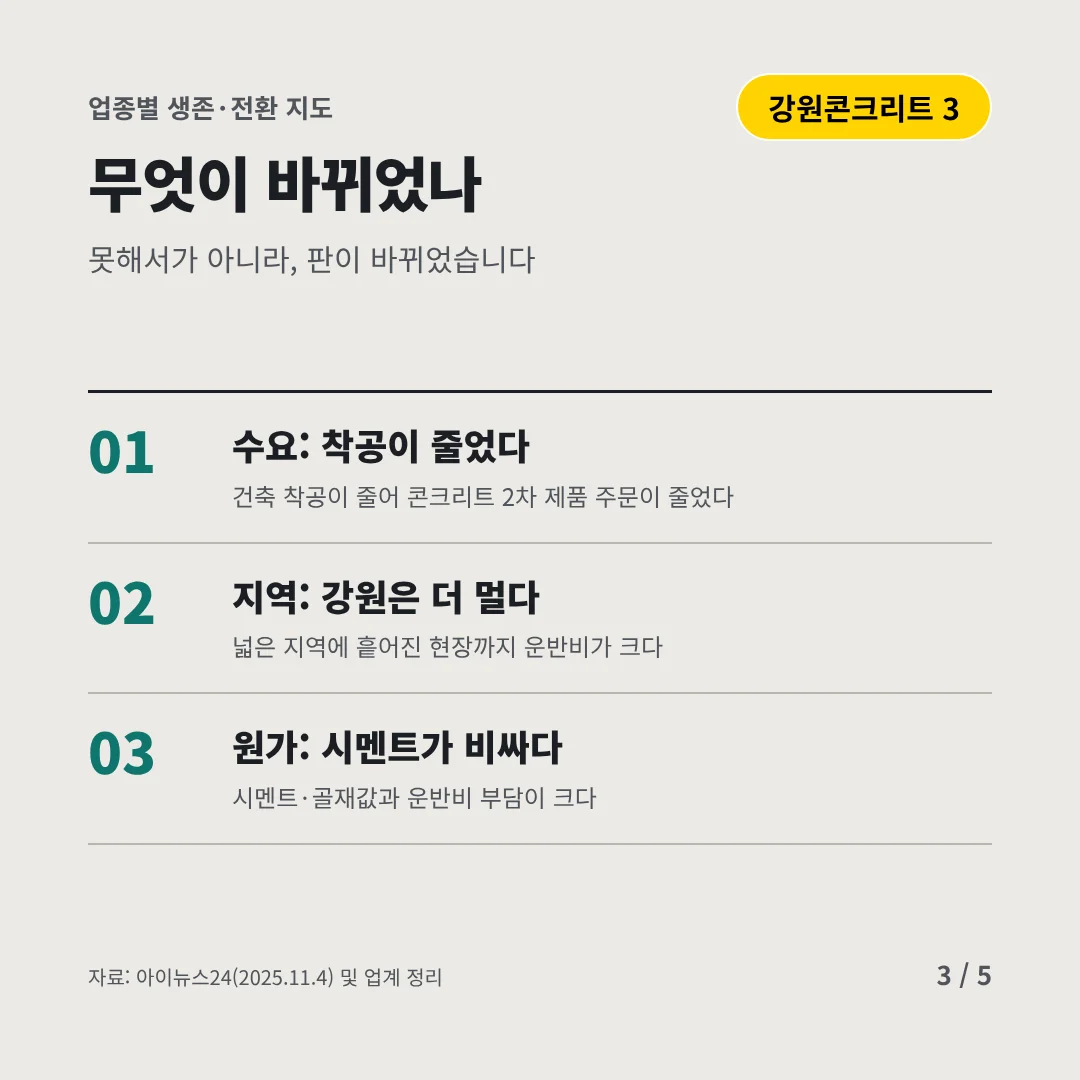 업종별 생존·전환 지도
강원콘크리트 3
무엇이 바뀌었나
못해서가 아니라, 판이 바뀌었습니다
01
수요: 착공이 줄었다
건축 착공이 줄어 콘크리트 2차 제품 주문이 줄었다
02
지역: 강원은 더 멀다
넓은 지역에 흩어진 현장까지 운반비가 크다
03
원가: 시멘트가 비싸다
시멘트·골재값과 운반비 부담이 크다
자료: 아이뉴스24(2025.11.4) 및 업계 정리
3 / 5